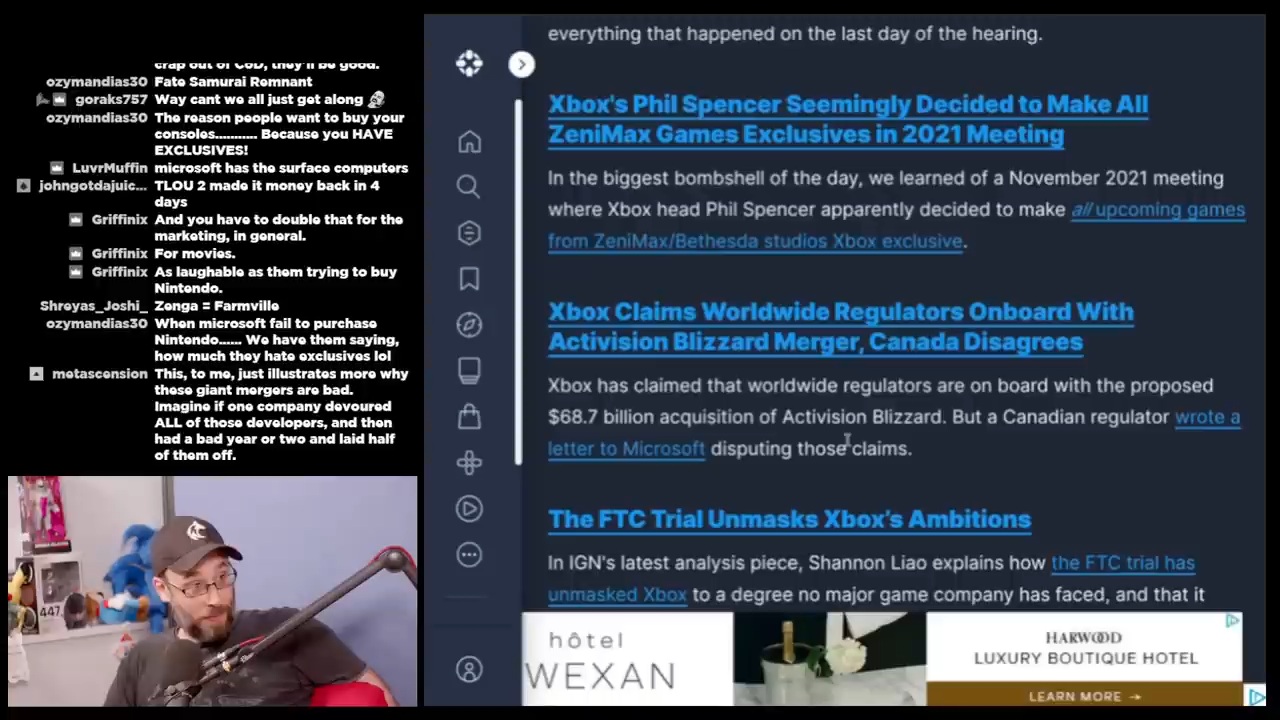 crap out of CoD, they'll be good.
ozymandias30 Fate Samurai Remnant
goraks757 Way cant we all just get along
ozymandias30 The reason people want to buy your
consoles........... Because you HAVE
EXCLUSIVES!
LuvrMuffin microsoft has the surface computers
johngotdajuic... TLOU 2 made it money back in 4
days
Griffinix And you have to double that for the
marketing, in general.
Griffinix For movies.
Griffinix As laughable as them trying to buy
Nintendo.
Shreyas_Joshi_ Zenga = Farmville
ozymandias30 When microsoft fail to purchase
Nintendo...... We have them saying,
how much they hate exclusives lol
metascension This, to me, just illustrates more why
these giant mergers are bad.
Imagine if one company devoured
ALL of those developers, and then
had a bad year or two and laid half
of them off.
447
everything that happened on the last day of the hearing.
Xbox's Phil Spencer Seemingly Decided to Make All
ZeniMax Games Exclusives in 2021 Meeting
In the biggest bombshell of the day, we learned of a November 2021 meeting
where Xbox head Phil Spencer apparently decided to make all upcoming games
from ZeniMax/Bethesda studios Xbox exclusive.
Xbox Claims Worldwide Regulators Onboard With
Activision Blizzard Merger, Canada Disagrees
Xbox has claimed that worldwide regulators are on board with the proposed
$68.7 billion acquisition of Activision Blizzard. But a Canadian regulator wrote a
letter to Microsoft disputing those claims.
The FTC Trial Unmasks Xbox's Ambitions
In IGN's latest analysis piece, Shannon Liao explains how the FTC trial has
unmasked Xbox to a degree no major game company has faced, and that it
hôtel
WEXAN
HARWOOD
LUXURY BOUTIQUE HOTEL
LEARN MORE →